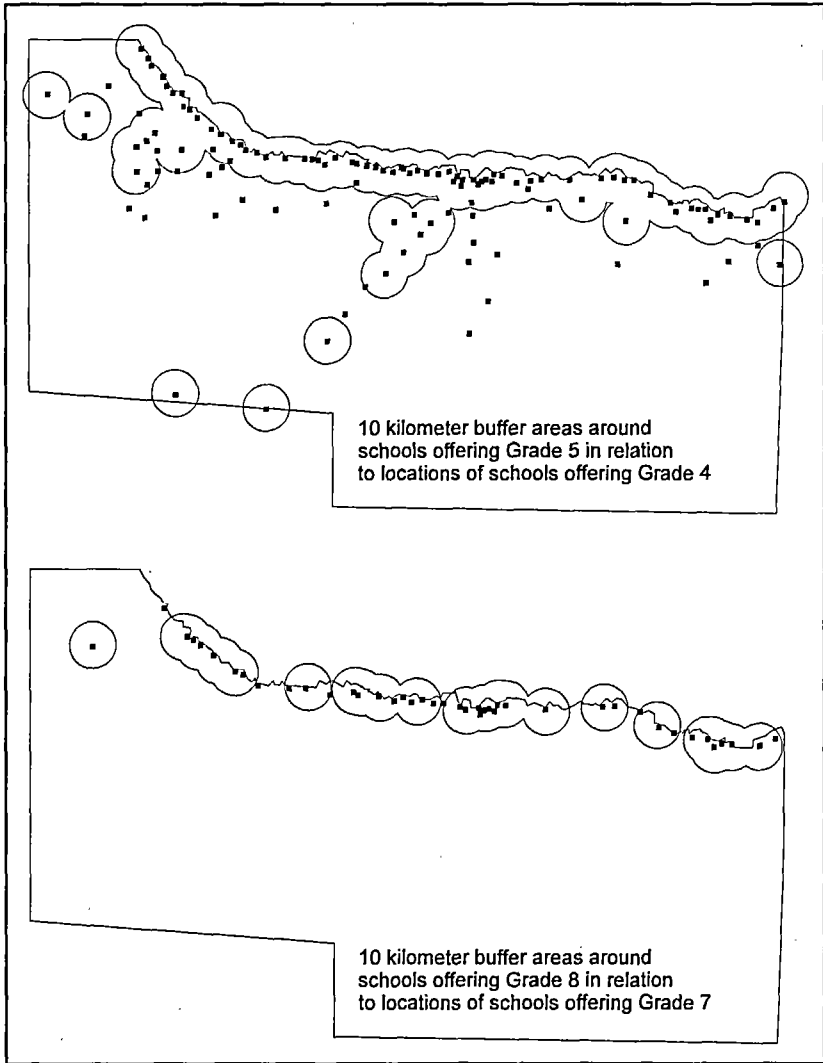 10 kilometer buffer areas around
schools offering Grade 5 in relation
to locations of schools offering Grade 4
10 kilometer buffer areas around
schools offering Grade 8 in relation
to locations of schools offering Grade 7